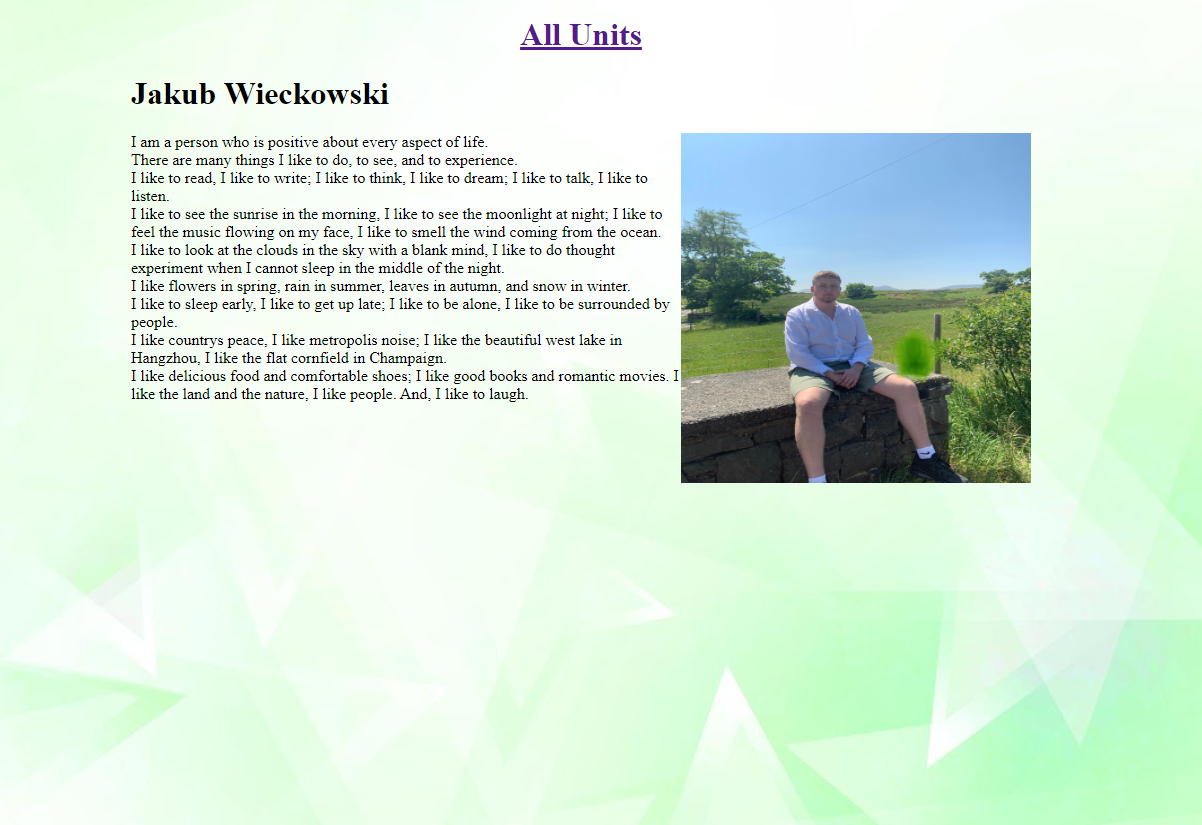 All Units
Jakub Wieckowski
I am a person who is positive about every aspect of life.
There are many things I like to do, to see, and to experience.
I like to read, I like to write; I like to think, I like to dream; I like to talk, I like to
listen.
I like to see the sunrise in the morning, I like to see the moonlight at night; I like to
feel the music flowing on my face, I like to smell the wind coming from the ocean.
I like to look at the clouds in the sky with a blank mind, I like to do thought
experiment when I cannot sleep in the middle of the night.
I like flowers in spring, rain in summer, leaves in autumn, and snow in winter.
I like to sleep early, I like to get up late; I like to be alone, I like to be surrounded by
people.
I like countrys peace, I like metropolis noise; I like the beautiful west lake in
Hangzhou, I like the flat cornfield in Champaign.
I like delicious food and comfortable shoes; I like good books and romantic movies. I
like the land and the nature, I like people. And, I like to laugh.